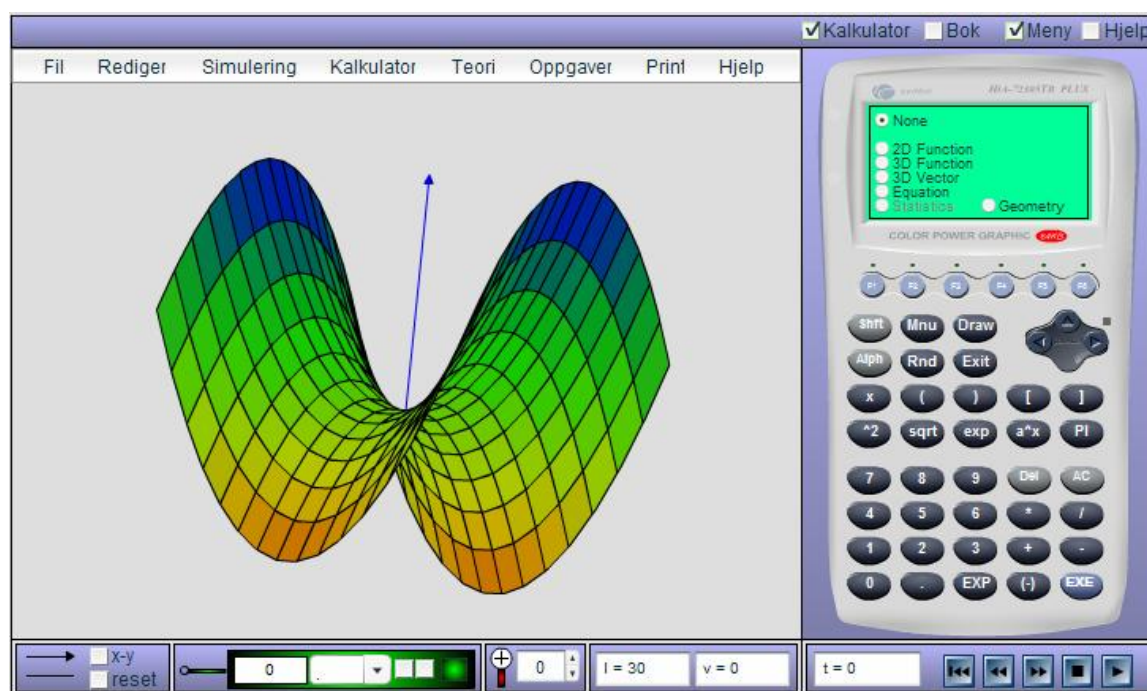 Kalkulator Bok Meny Hjelp
Fil Rediger Simulering Kalkulator Teori Oppgaver Print Hjelp
None
2D Function
3D Function
3D Vector
Equation
Statistics Geometry
COLOR POWER GRAPHIC
F1 F2 F3 F4 F5 F6
Shft Mnu Draw
Alph Rnd Exit
x ( ) [ ]
^2 sqrt exp a^x PI
7 8 9 Del AC
4 5 6 * /
1 2 3 + -
0 . EXP (-) EXE
x-y
reset
0
0
l = 30
v = 0
t = 0